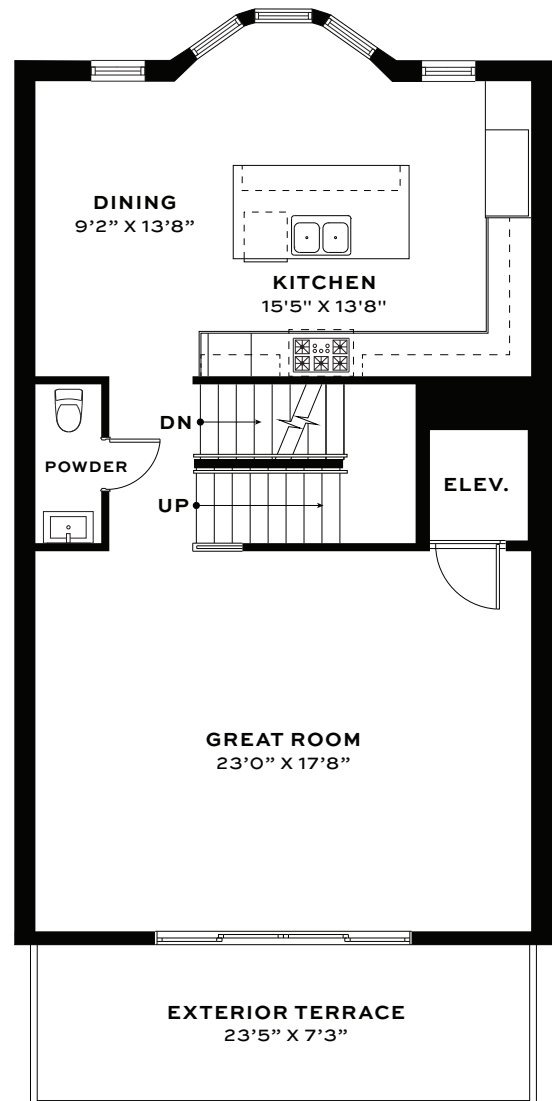 DINING
9’2” X 13’8”
KITCHEN
15'5" X 13'8"
DN
POWDER
ELEV.
UP
GREAT ROOM
23’0” X 17’8”
EXTERIOR TERRACE
23’5” X 7’3”